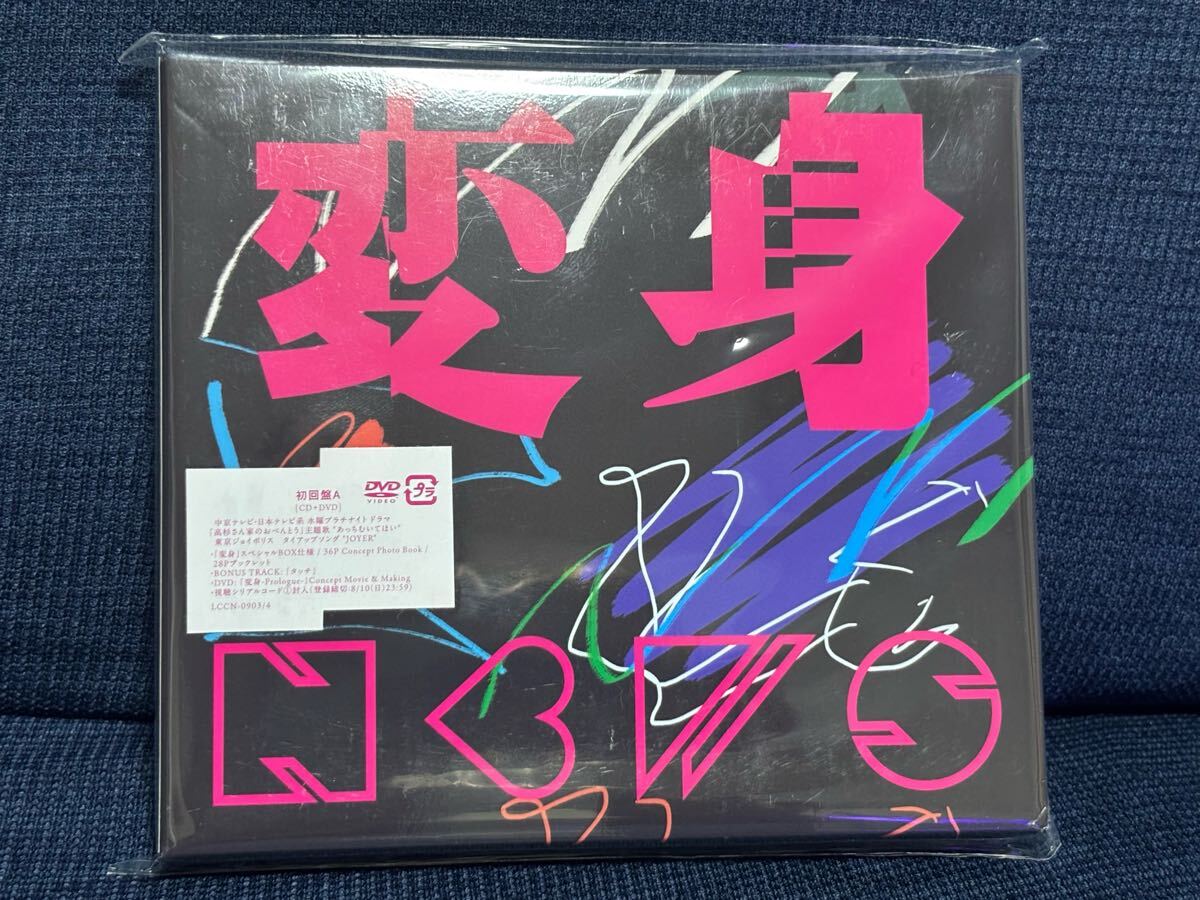 変身
初回盤A
(CD+DVD)
DVD
VIDEO
プラ
中京テレビ・日本テレビ系 水曜プラチナイト ドラマ
「高杉さん家のおべんとう」主題歌 "あっちむいてほい"
東京ジョイポリス タイアップソング "JOYER"
・「変身」スペシャルBOX仕様 / 36P Concept Photo Book /
28Pブックレット
・BONUS TRACK:「タッチ」
・DVD:「変身-Prologue-」Concept Movie & Making
・視聴シリアルコード①封入(登録締切:8/10(日)23:59)
LCCN-0903/4